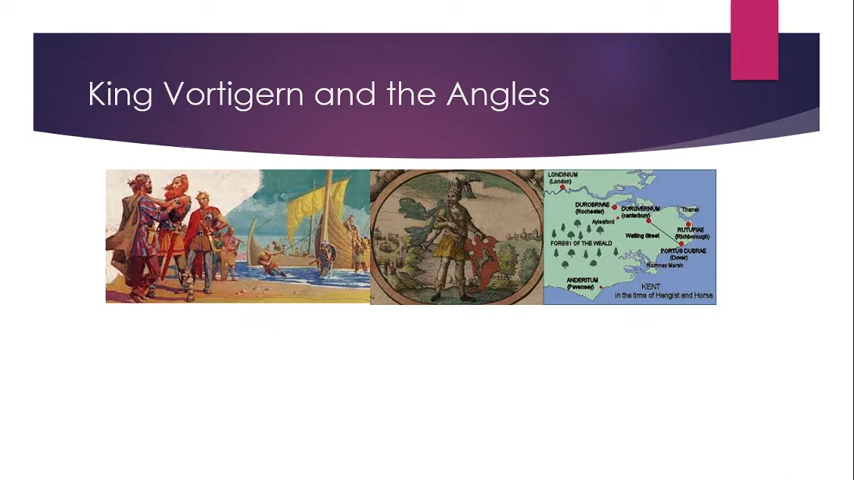 King Vortigern and the Angles
LONDINIUM
(London)
DUROBRIVAE
(Rochester)
DUROVERNUM
(canterbury)
Thanet
Aylesford
RUTUPIAE
(Richborough)
Watling Street
FOREST OF THE WEALD
PORTUS DUBRAE
(Dover)
Romney Marsh
ANDERITUM
(Pevensey)
KENT
in the time of Hengist and Horsa